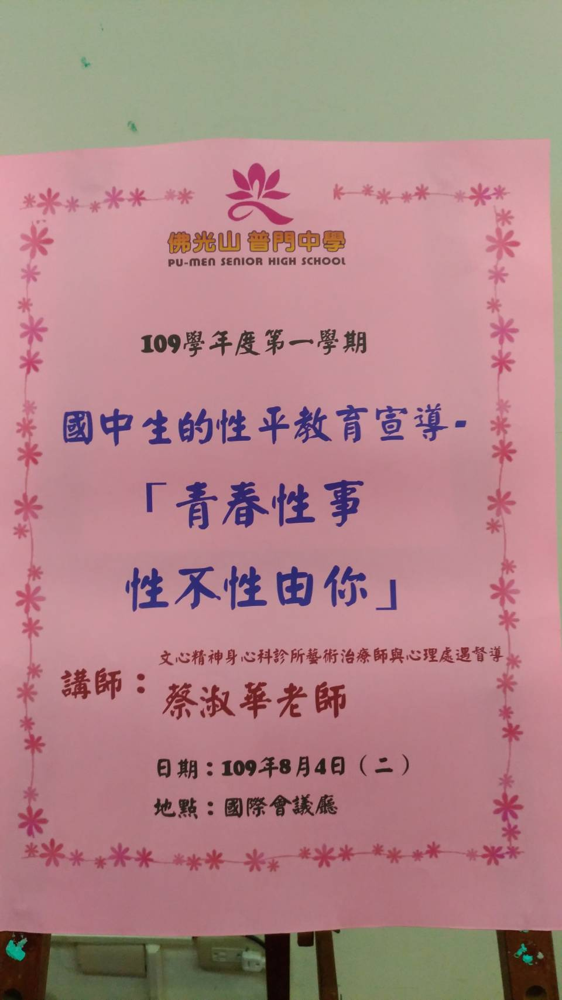 佛光山 普門中學
PU-MEN SENIOR HIGH SCHOOL
109學年度第一學期
國中生的性平教育宣導-
「青春性事
性不性由你」
文心精神身心科診所藝術治療師與心理處遇督導
講師：蔡淑華老師
日期：109年8月4日（二）
地點：國際會議廳